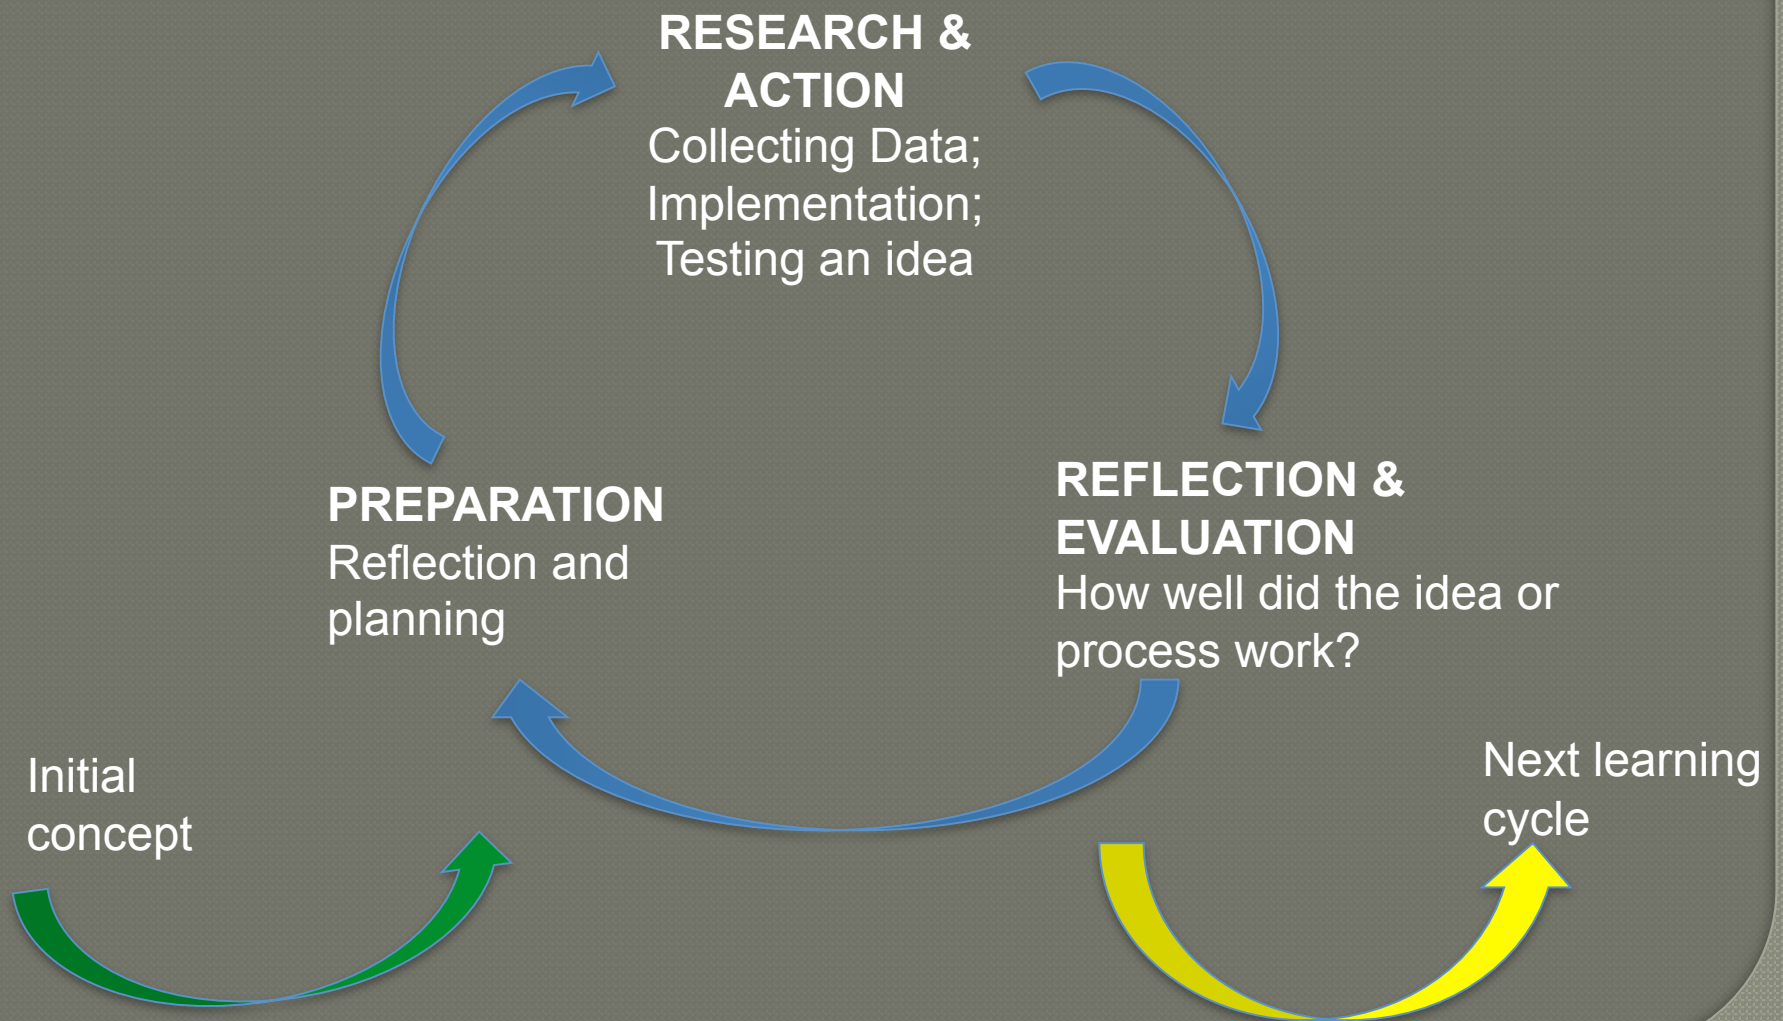 RESEARCH &
ACTION
Collecting Data;
Implementation;
Testing an idea
PREPARATION
Reflection and
planning
REFLECTION &
EVALUATION
How well did the idea or
process work?
Initial
concept
Next learning
cycle